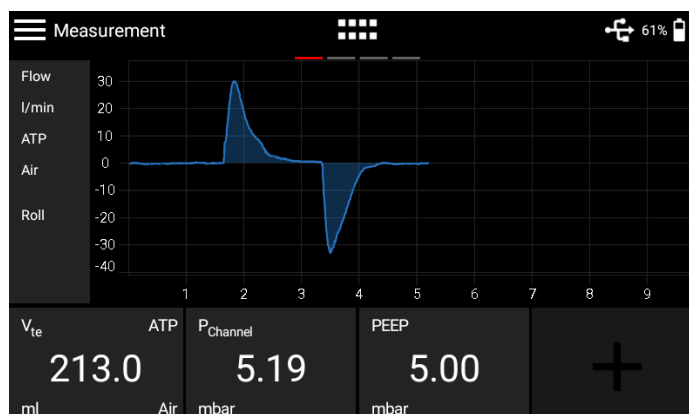 Measurement
61%
Flow
l/min
ATP
Air
Roll
30
20
10
0
-10
-20
-30
-40
1 2 3 4 5 6 7 8 9
Vte ATP
213.0
ml Air
PChannel
5.19
mbar
PEEP
5.00
mbar